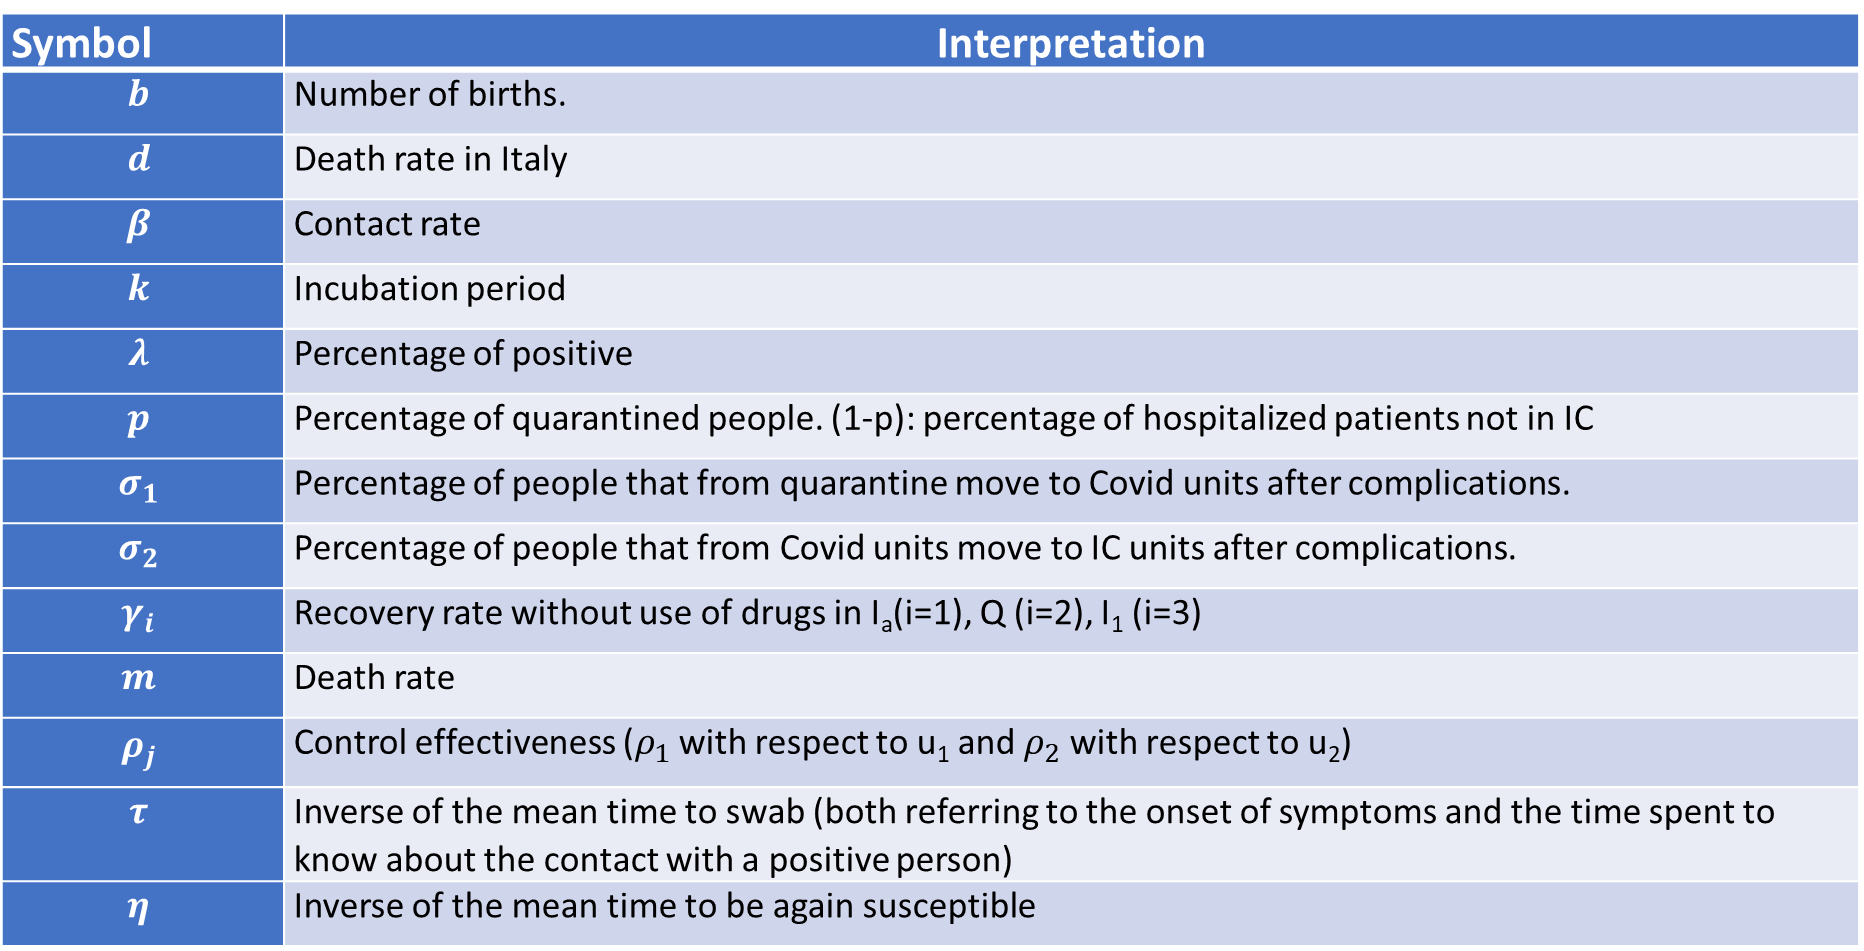 Symbol Interpretation
b Number of births.
d Death rate in Italy
β Contact rate
k Incubation period
λ Percentage of positive
p Percentage of quarantined people. (1-p): percentage of hospitalized patients not in IC
σ₁ Percentage of people that from quarantine move to Covid units after complications.
σ₂ Percentage of people that from Covid units move to IC units after complications.
γᵢ Recovery rate without use of drugs in Iₐ(i=1), Q (i=2), I₁ (i=3)
m Death rate
ρⱼ Control effectiveness (ρ₁ with respect to u₁ and ρ₂ with respect to u₂)
τ Inverse of the mean time to swab (both referring to the onset of symptoms and the time spent to
know about the contact with a positive person)
η Inverse of the mean time to be again susceptible